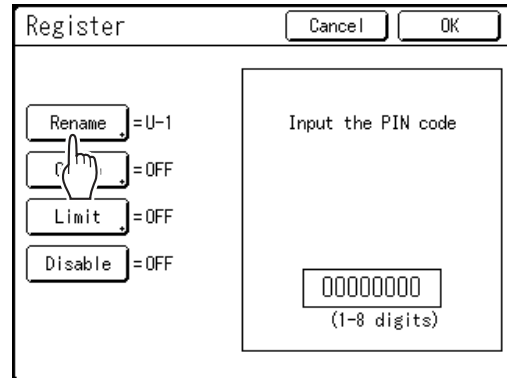 Register
Cancel
OK
Rename =U-1
=OFF
Limit =OFF
Disable =OFF
Input the PIN code
00000000
(1-8 digits)